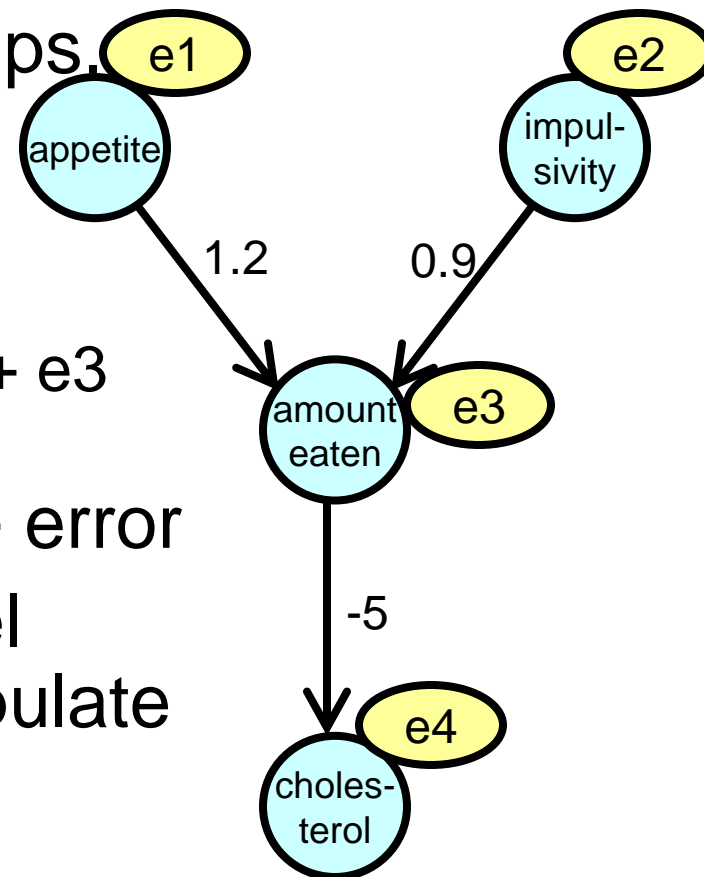 ps.
e1
e2
appetite
impul-
sivity
1.2
0.9
+ e3
amount
eaten
e3
error
el
-5
pulate
e4
choles-
terol